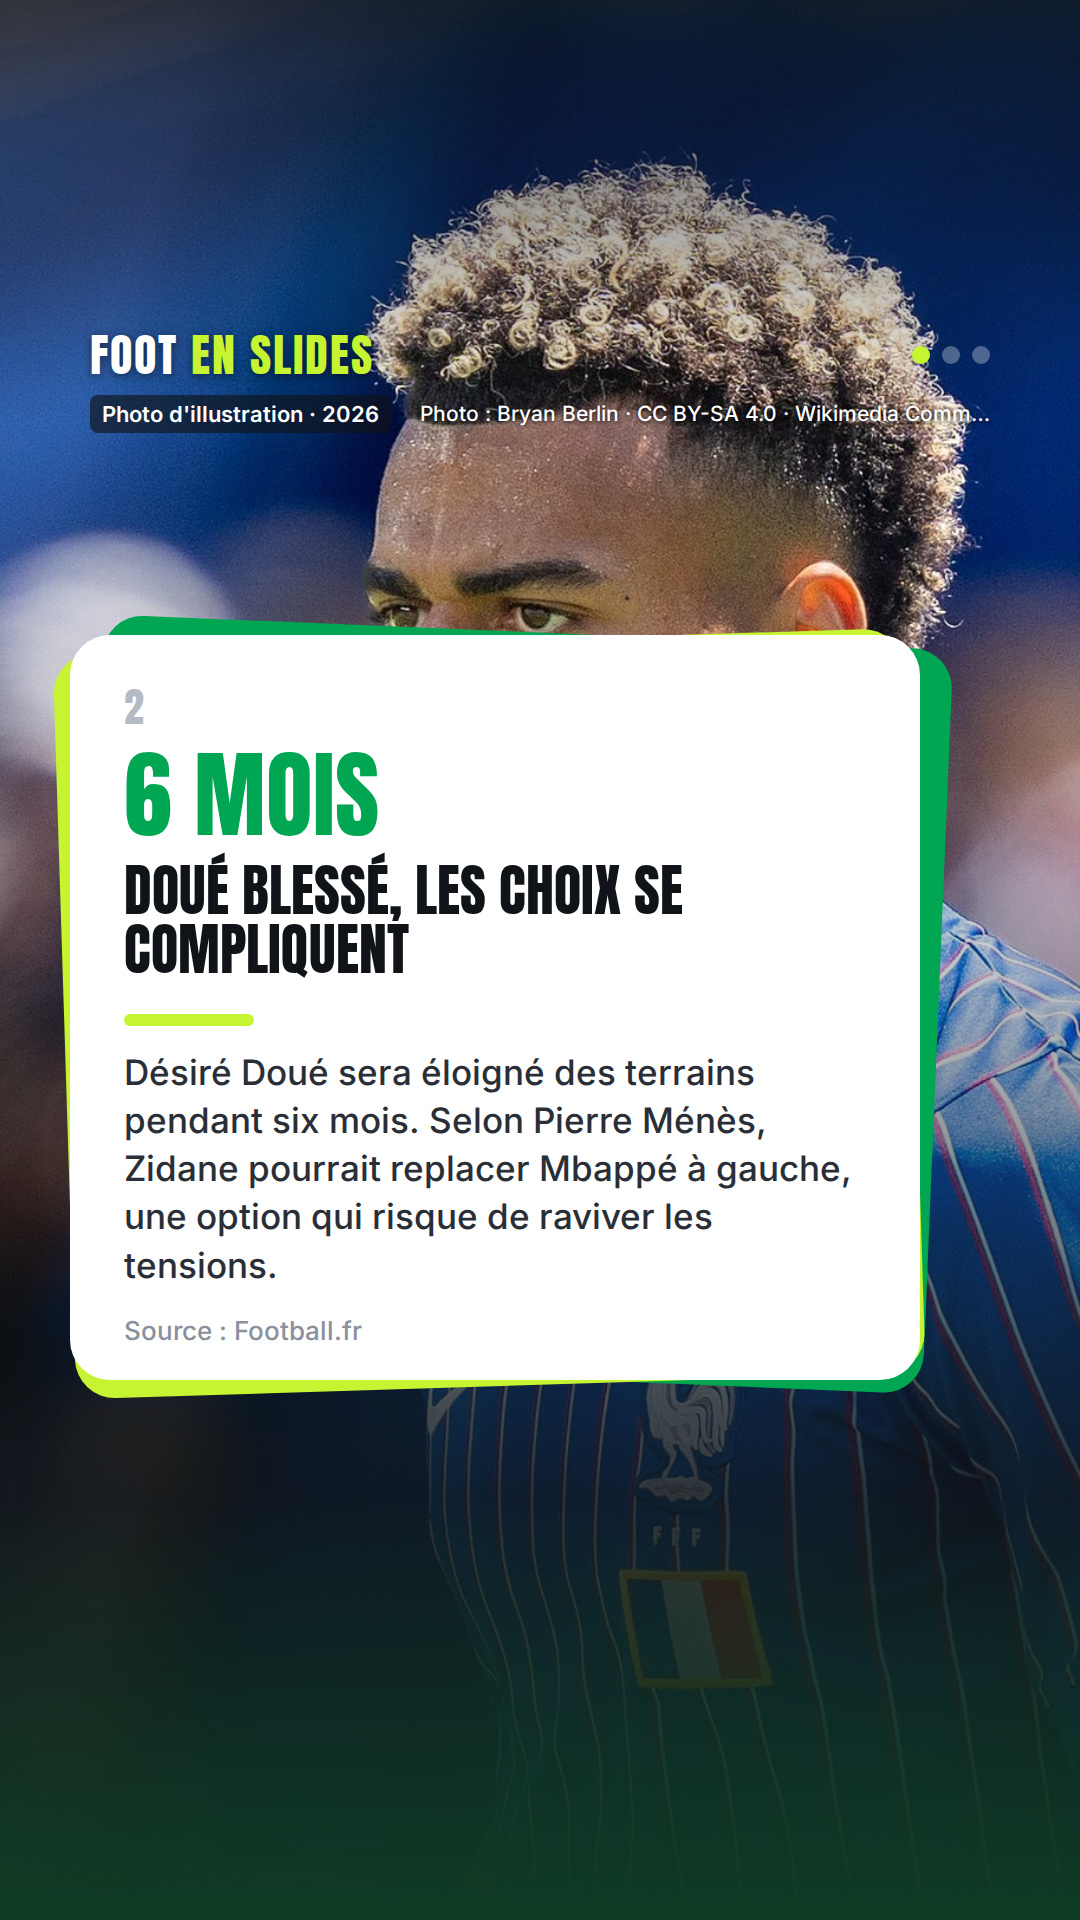 FOOT EN SLIDES
Photo d'illustration · 2026
Photo : Bryan Berlin · CC BY-SA 4.0 · Wikimedia Comm...
2
6 MOIS
DOUÉ BLESSÉ, LES CHOIX SE
COMPLIQUENT
Désiré Doué sera éloigné des terrains
pendant six mois. Selon Pierre Ménès,
Zidane pourrait replacer Mbappé à gauche,
une option qui risque de raviver les
tensions.
Source : Football.fr
FFF